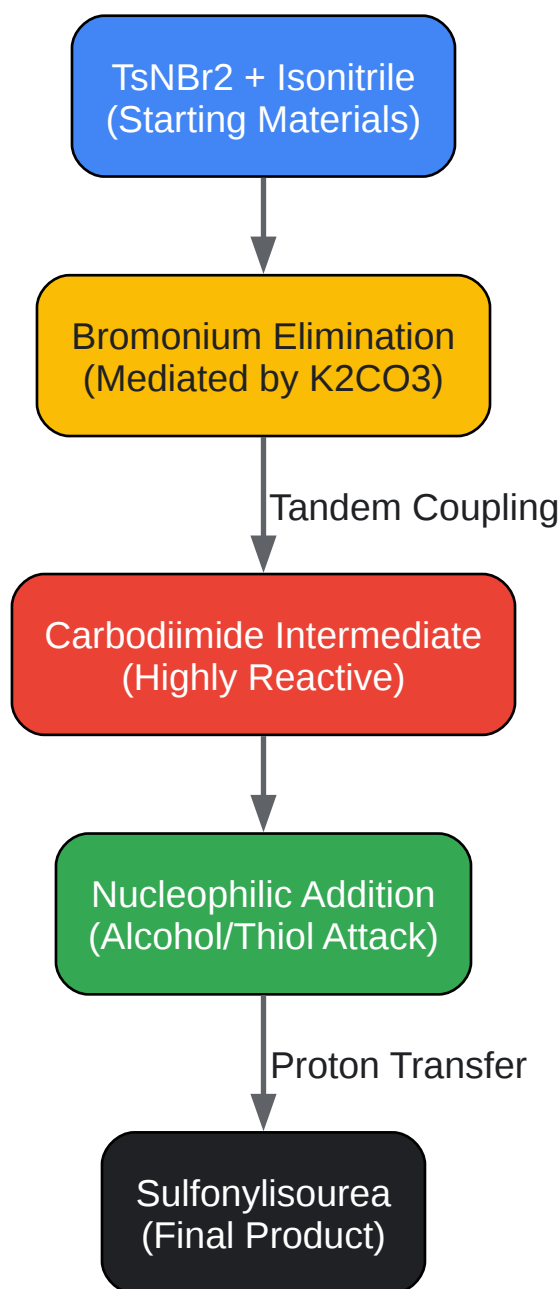 TsNBr2 + Isonitrile
(Starting Materials)
Bromonium Elimination
(Mediated by K2CO3)
Tandem Coupling
Carbodiimide Intermediate
(Highly Reactive)
Nucleophilic Addition
(Alcohol/Thiol Attack)
Proton Transfer
Sulfonylisourea
(Final Product)